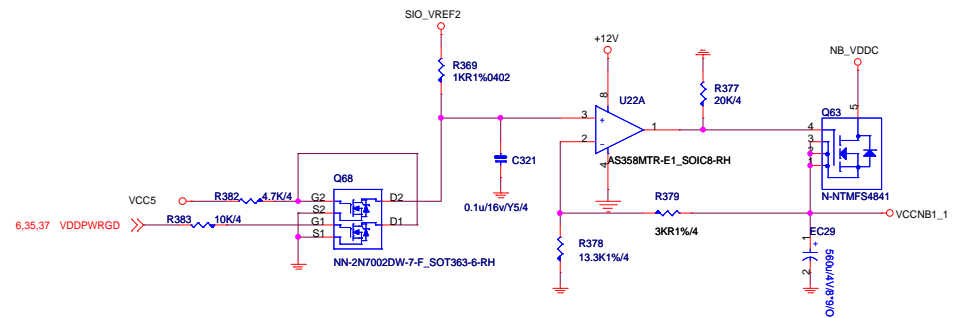 SIO_VREF2
+12V
NB_VDDC
R369
1KR1%0402
R377
20K/4
U22A
Q63
8
5
3
+
1
4
2
-
3
2
1
AS358MTR-E1_SOIC8-RH
4
C321
0.1u/16v/Y5/4
N-NTMFS4841
Q68
R382
4.7K/4
VCC5
G2
D2
S2
R383
10K/4
6,35,37 VDDPWRGD
G1
D1
S1
NN-2N7002DW-7-F_SOT363-6-RH
R379
3KR1%/4
VCCNB1_1
R378
13.3K1%/4
EC29
1
+
2
560u/4V/8*9/O